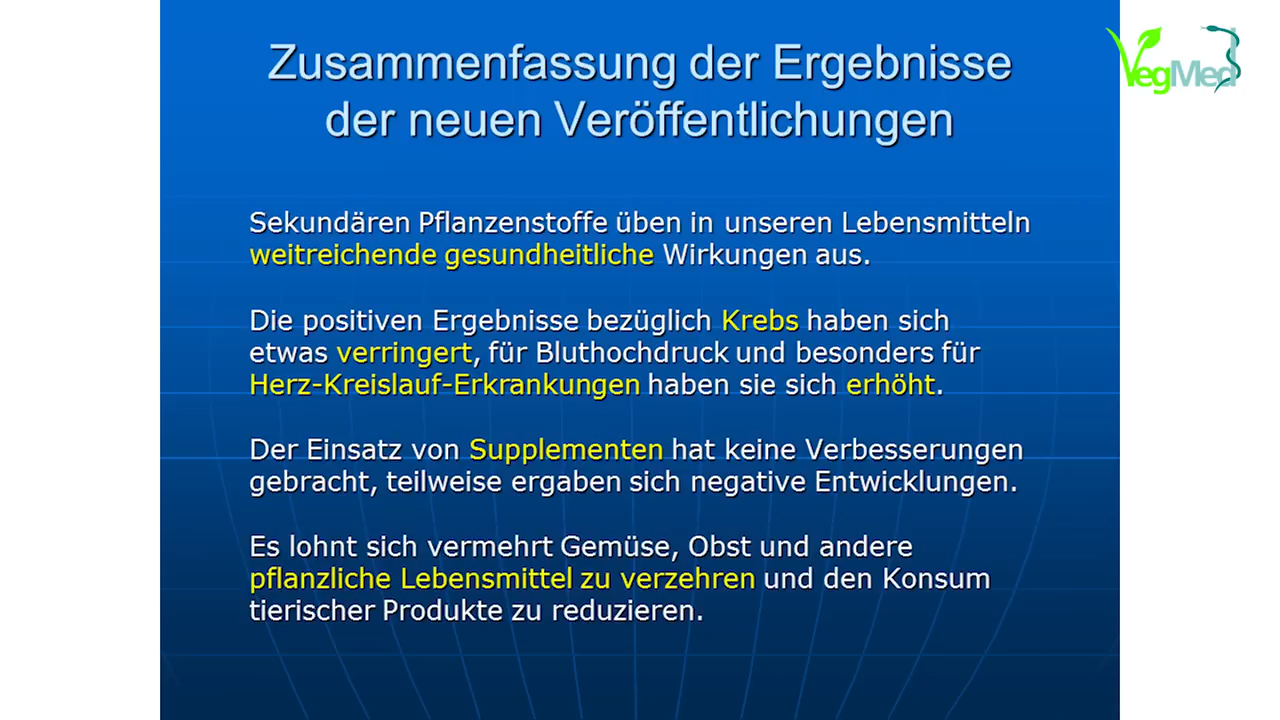 Zusammenfassung der Ergebnisse
der neuen Veröffentlichungen
VegMed
Sekundären Pflanzenstoffe üben in unseren Lebensmitteln
weitreichende gesundheitliche Wirkungen aus.
Die positiven Ergebnisse bezüglich Krebs haben sich
etwas verringert, für Bluthochdruck und besonders für
Herz-Kreislauf-Erkrankungen haben sie sich erhöht.
Der Einsatz von Supplementen hat keine Verbesserungen
gebracht, teilweise ergaben sich negative Entwicklungen.
Es lohnt sich vermehrt Gemüse, Obst und andere
pflanzliche Lebensmittel zu verzehren und den Konsum
tierischer Produkte zu reduzieren.